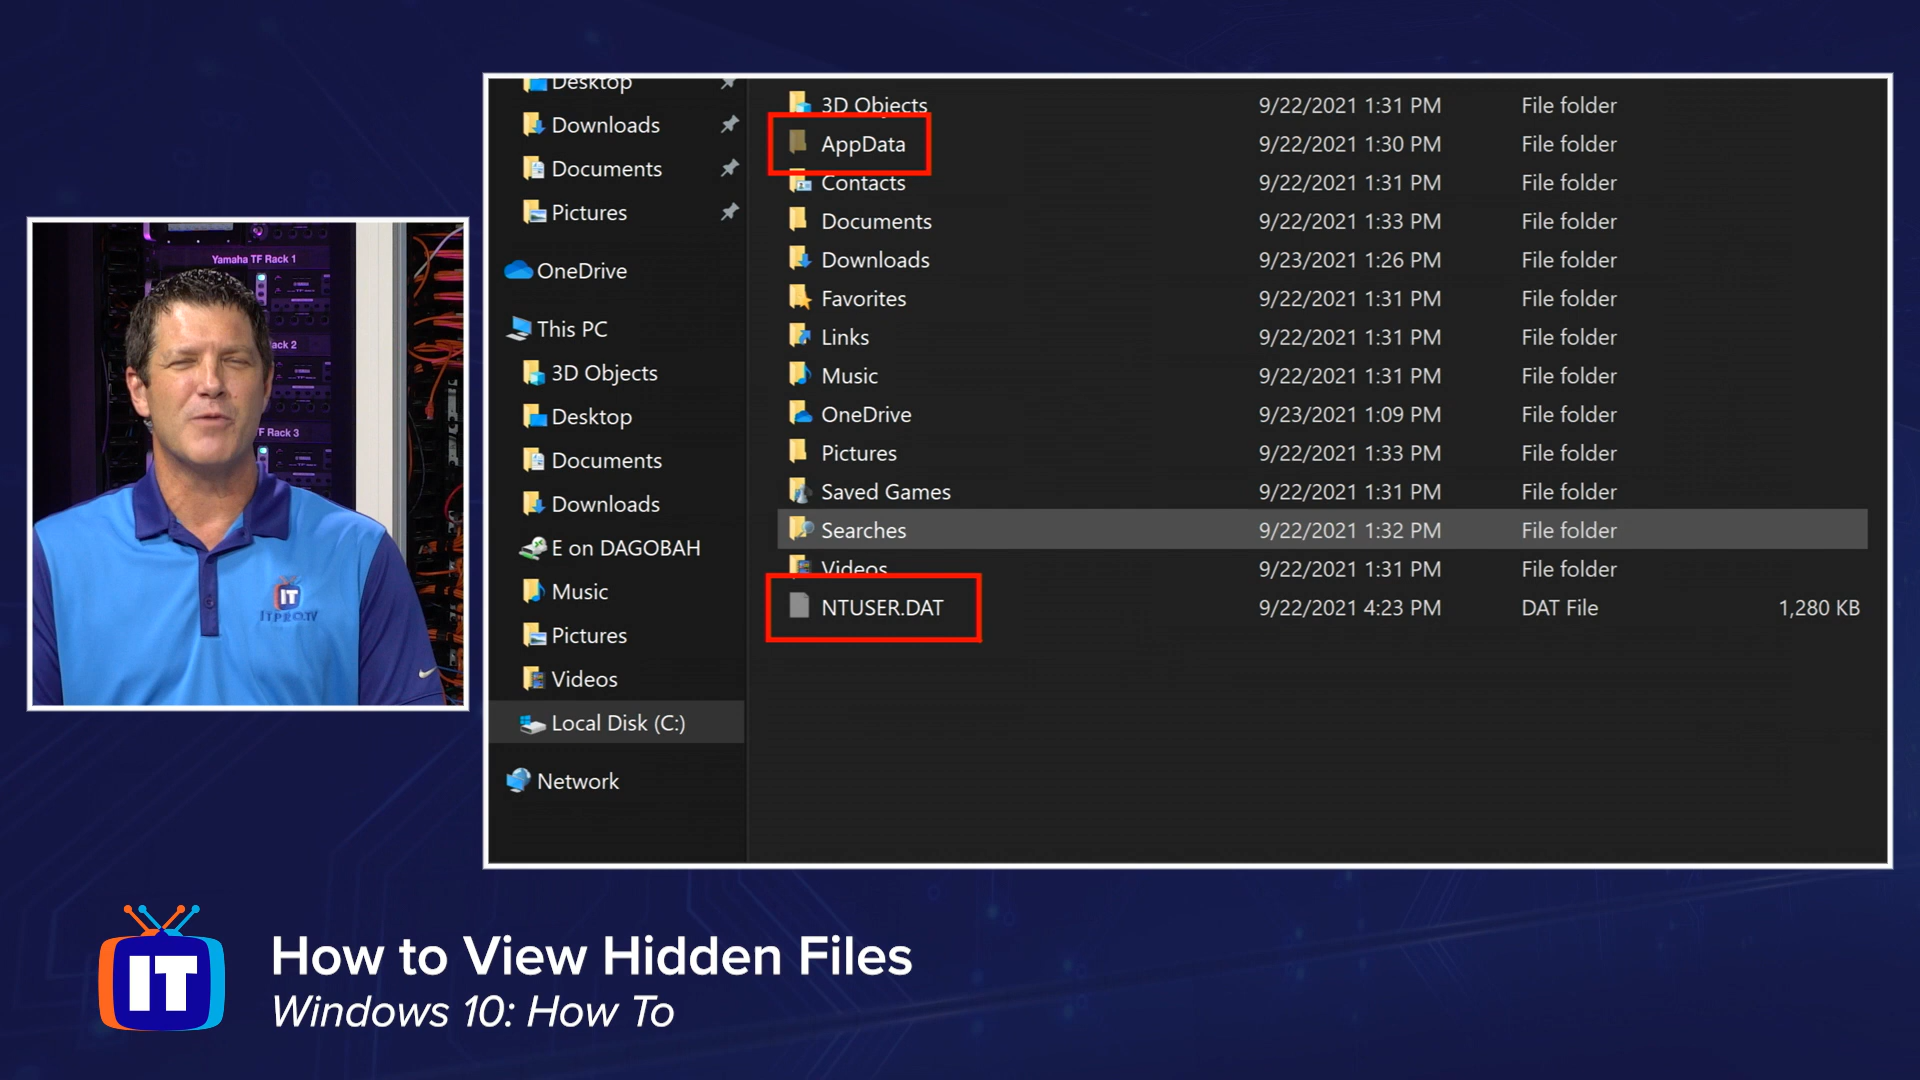 Yamaha TF Rack 1
ack 2
F Rack 3
IT
ITPRO.TV
Desktop
Downloads
Documents
Pictures
OneDrive
This PC
3D Objects
Desktop
Documents
Downloads
E on DAGOBAH
Music
Pictures
Videos
Local Disk (C:)
Network
3D Objects 9/22/2021 1:31 PM File folder
AppData 9/22/2021 1:30 PM File folder
Contacts 9/22/2021 1:31 PM File folder
Documents 9/22/2021 1:33 PM File folder
Downloads 9/23/2021 1:26 PM File folder
Favorites 9/22/2021 1:31 PM File folder
Links 9/22/2021 1:31 PM File folder
Music 9/22/2021 1:31 PM File folder
OneDrive 9/23/2021 1:09 PM File folder
Pictures 9/22/2021 1:33 PM File folder
Saved Games 9/22/2021 1:31 PM File folder
Searches 9/22/2021 1:32 PM File folder
Videos 9/22/2021 1:31 PM File folder
NTUSER.DAT 9/22/2021 4:23 PM DAT File 1,280 KB
IT
How to View Hidden Files
Windows 10: How To